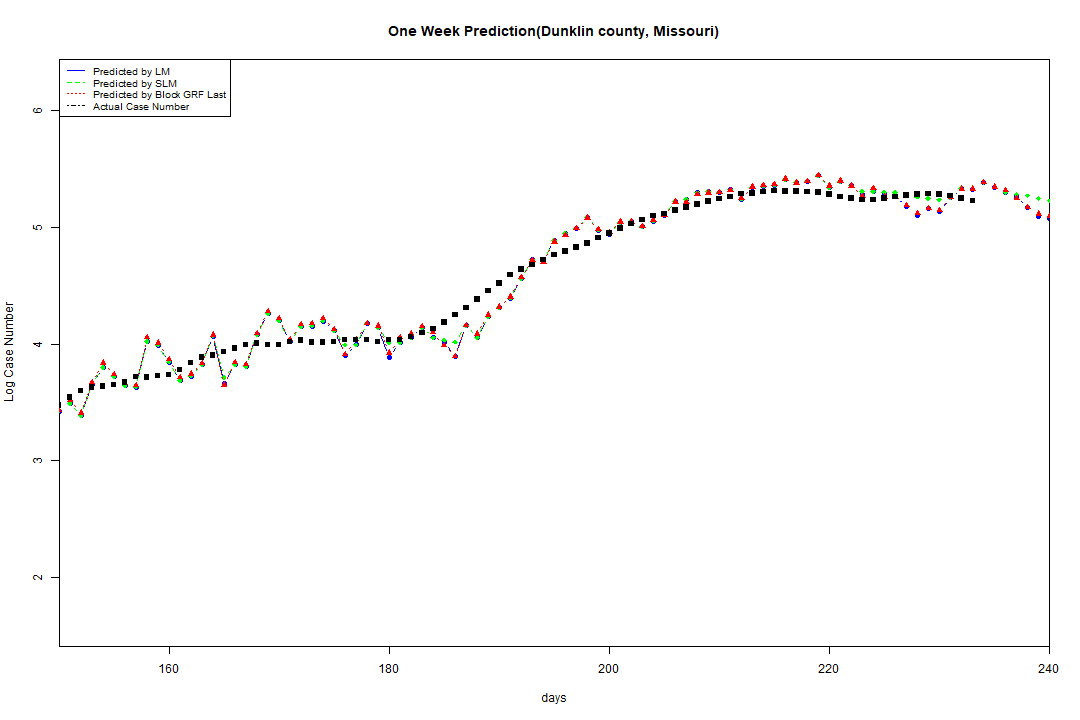 One Week Prediction(Dunklin county, Missouri)
Predicted by LM
Predicted by SLM
Predicted by Block GRF Last
Actual Case Number
6
5
4
3
2
Log Case Number
160 180 200 220 240
days